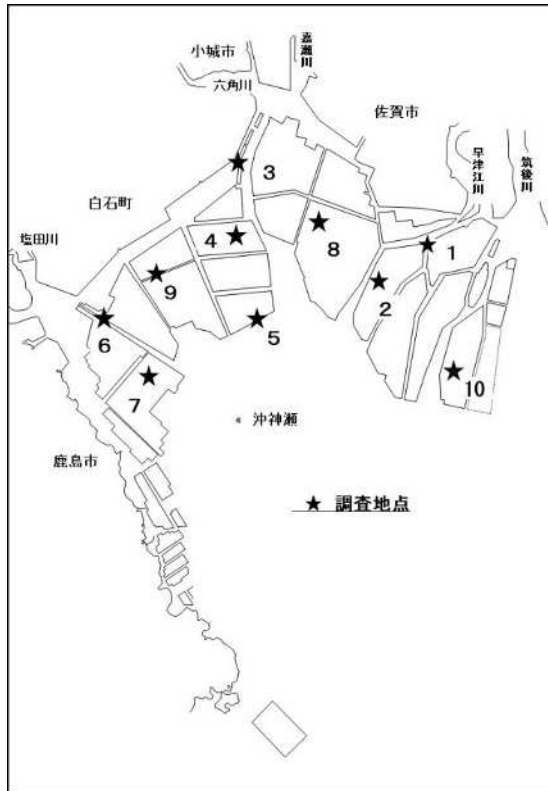 嘉瀬川
小城市
六角川
佐賀市
早津江川
筑後川
3
白石町
塩田川
4
8
1
9
2
5
6
7
10
沖神瀬
鹿島市
★ 調査地点